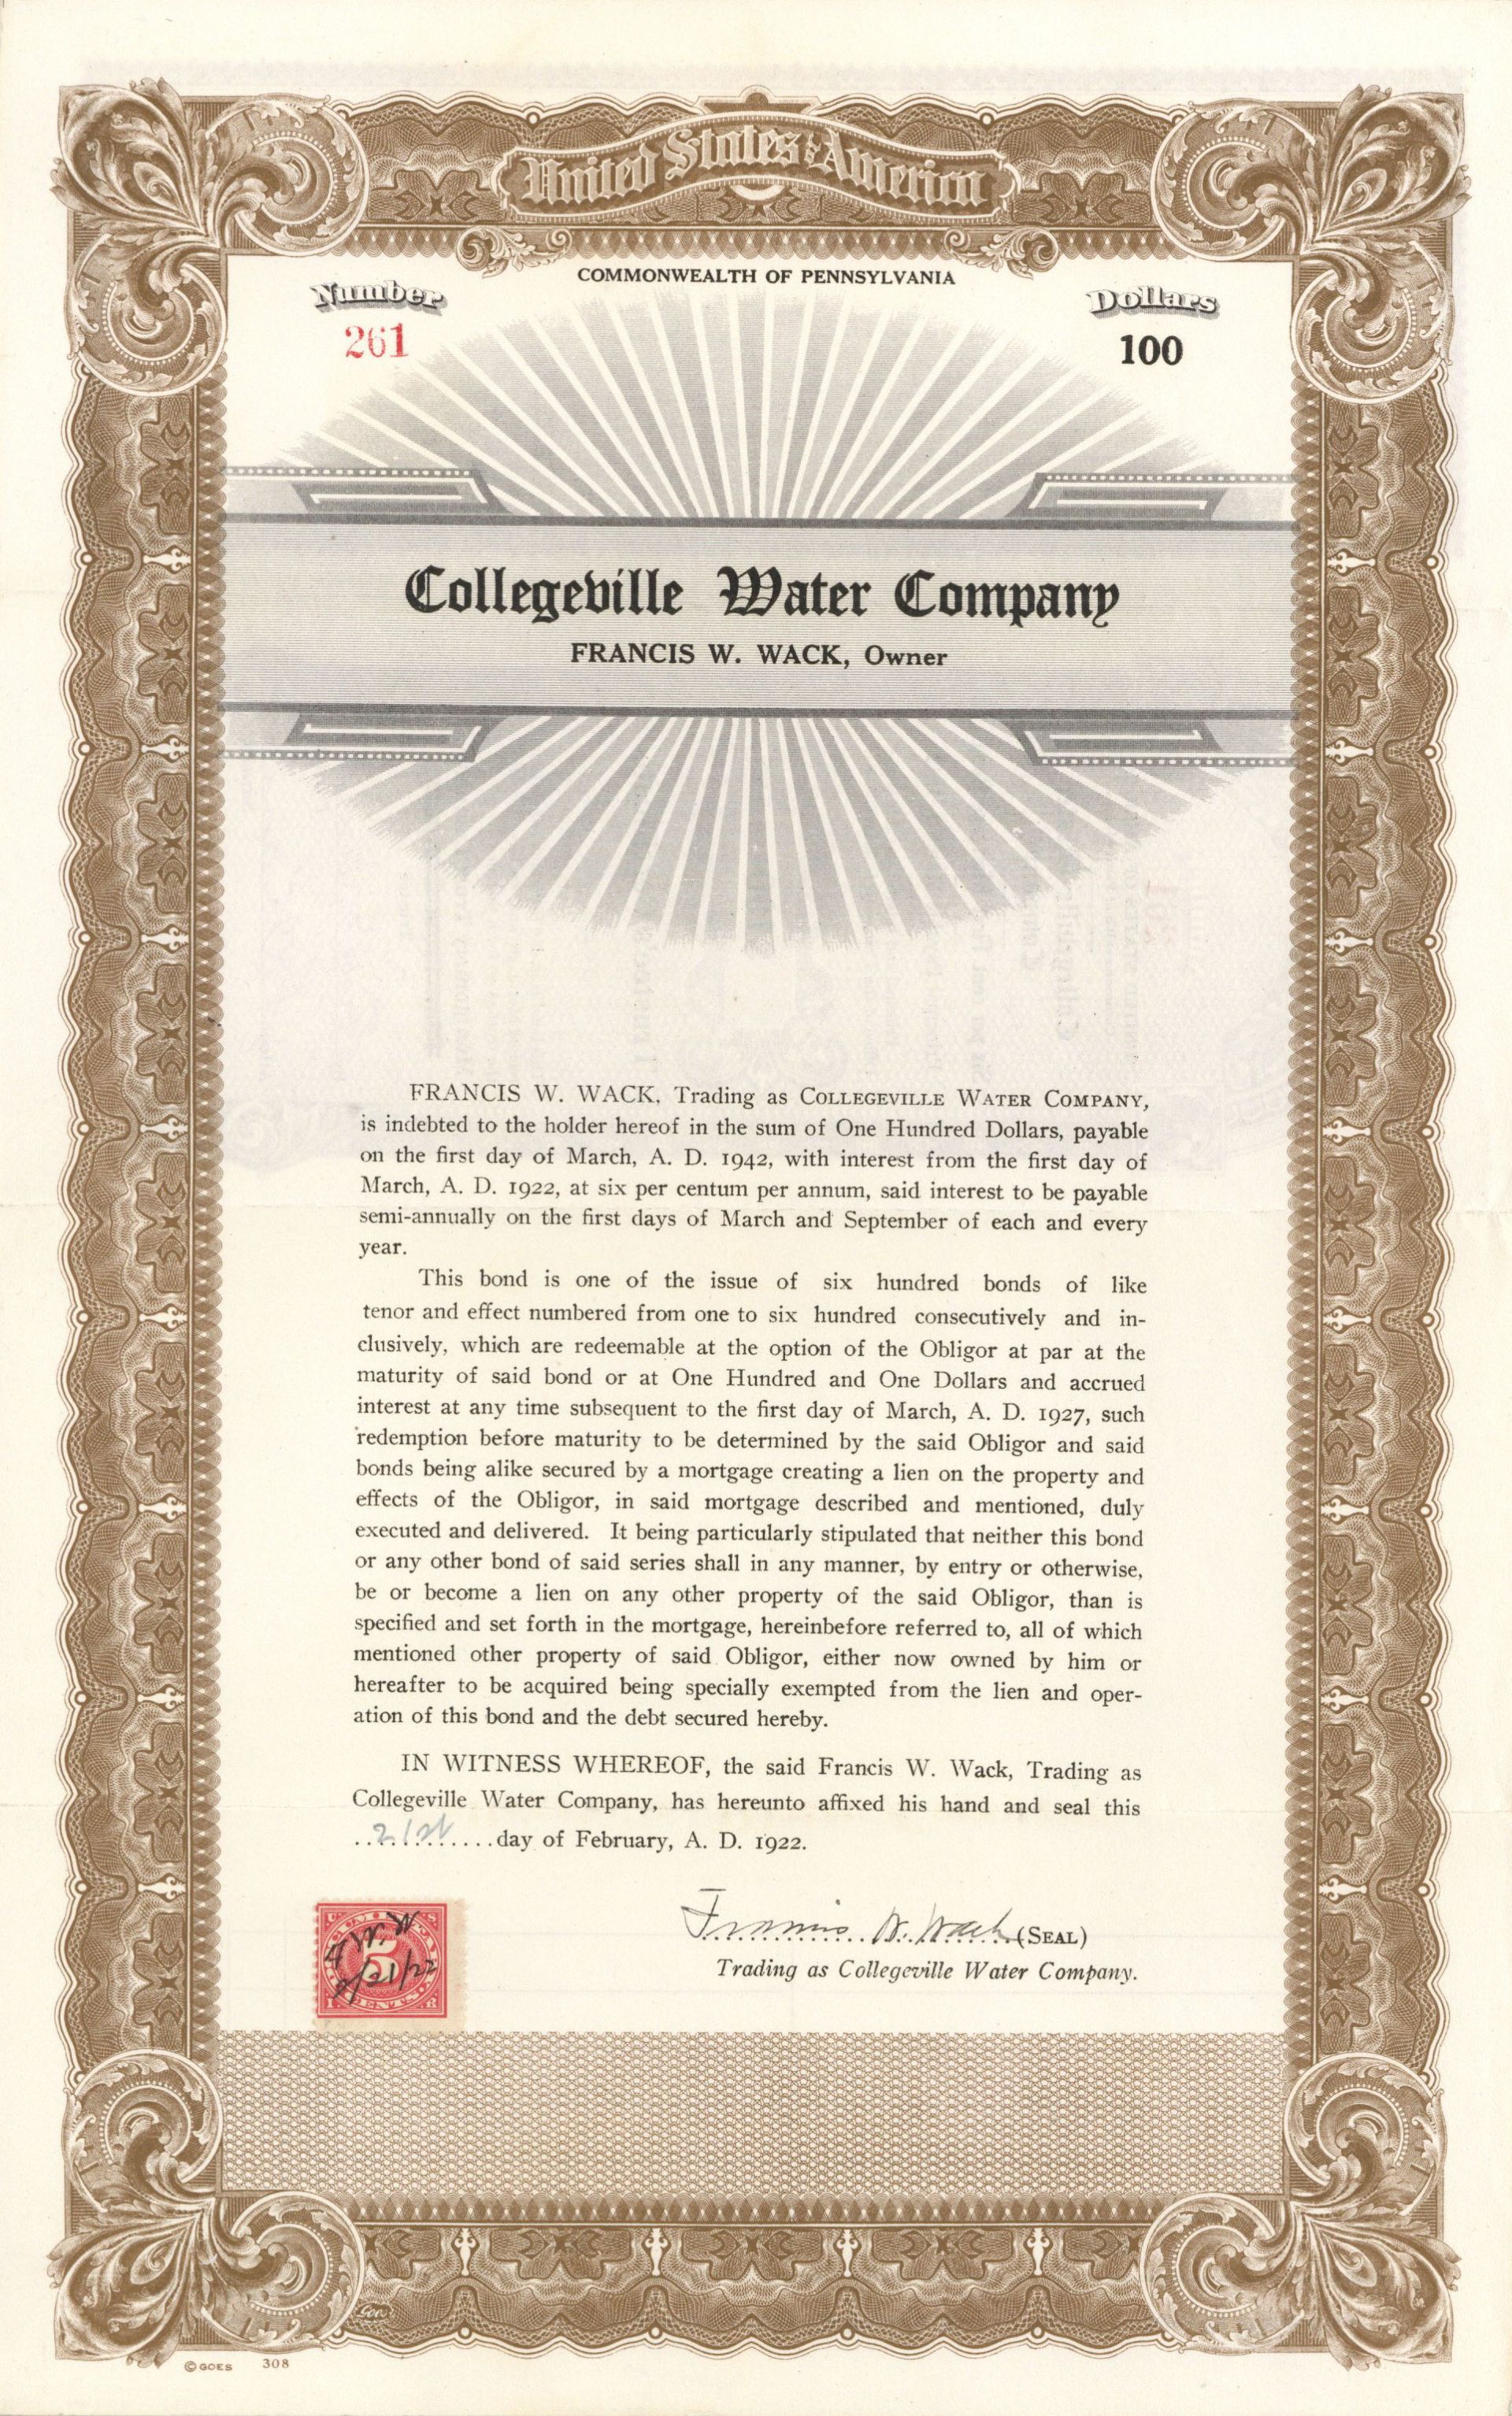 United States of America
COMMONWEALTH OF PENNSYLVANIA
Number
Dollars
261
100
Collegeville Water Company
FRANCIS W. WACK, Owner
FRANCIS W. WACK, Trading as COLLEGEVILLE WATER COMPANY,
is indebted to the holder hereof in the sum of One Hundred Dollars, payable
on the first day of March, A. D. 1942, with interest from the first day of
March, A. D. 1922, at six per centum per annum, said interest to be payable
semi-annually on the first days of March and September of each and every
year.
This bond is one of the issue of six hundred bonds of like
tenor and effect numbered from one to six hundred consecutively and in-
clusively, which are redeemable at the option of the Obligor at par at the
maturity of said bond or at One Hundred and One Dollars and accrued
interest at any time subsequent to the first day of March, A. D. 1927, such
redemption before maturity to be determined by the said Obligor and said
bonds being alike secured by a mortgage creating a lien on the property and
effects of the Obligor, in said mortgage described and mentioned, duly
executed and delivered. It being particularly stipulated that neither this bond
or any other bond of said series shall in any manner, by entry or otherwise,
be or become a lien on any other property of the said Obligor, than is
specified and set forth in the mortgage, hereinbefore referred to, all of which
mentioned other property of said Obligor, either now owned by him or
hereafter to be acquired being specially exempted from the lien and oper-
ation of this bond and the debt secured hereby.
IN WITNESS WHEREOF, the said Francis W. Wack, Trading as
Collegeville Water Company, has hereunto affixed his hand and seal this
21st day of February, A. D. 1922.
Francis W. Wack (SEAL)
Trading as Collegeville Water Company.
F.W.W
2/21/22
5
CENTS
Goes
© GOES 308